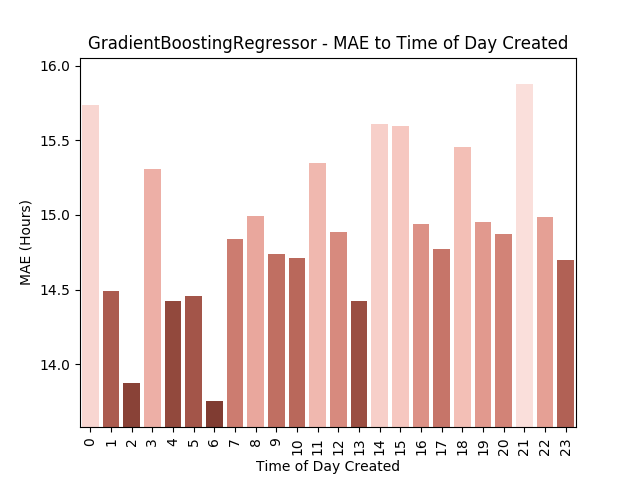 GradientBoostingRegressor - MAE to Time of Day Created
16.0
15.5
15.0
14.5
14.0
MAE (Hours)
0 1 2 3 4 5 6 7 8 9 10 11 12 13 14 15 16 17 18 19 20 21 22 23
Time of Day Created